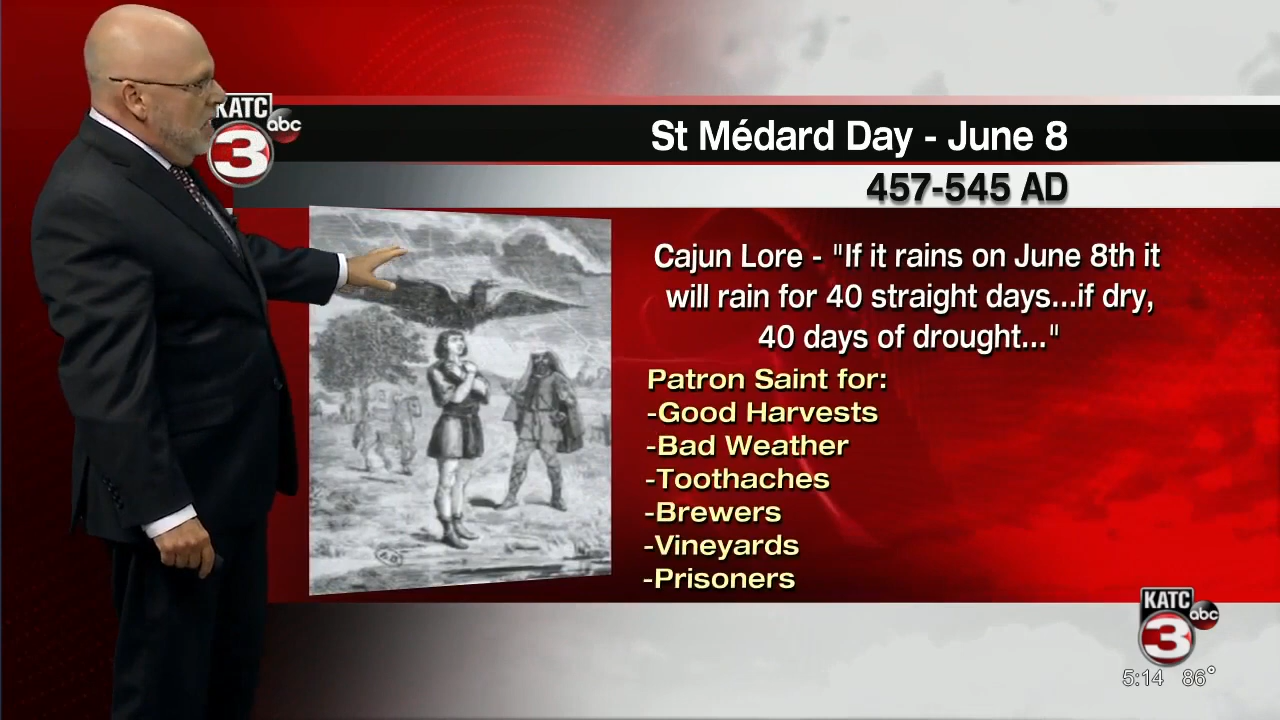 KATC
abc
3
St Médard Day - June 8
457-545 AD
Cajun Lore - "If it rains on June 8th it
will rain for 40 straight days...if dry,
40 days of drought..."
Patron Saint for:
-Good Harvests
-Bad Weather
-Toothaches
-Brewers
-Vineyards
-Prisoners
KATC
abc
3
5:14 86°